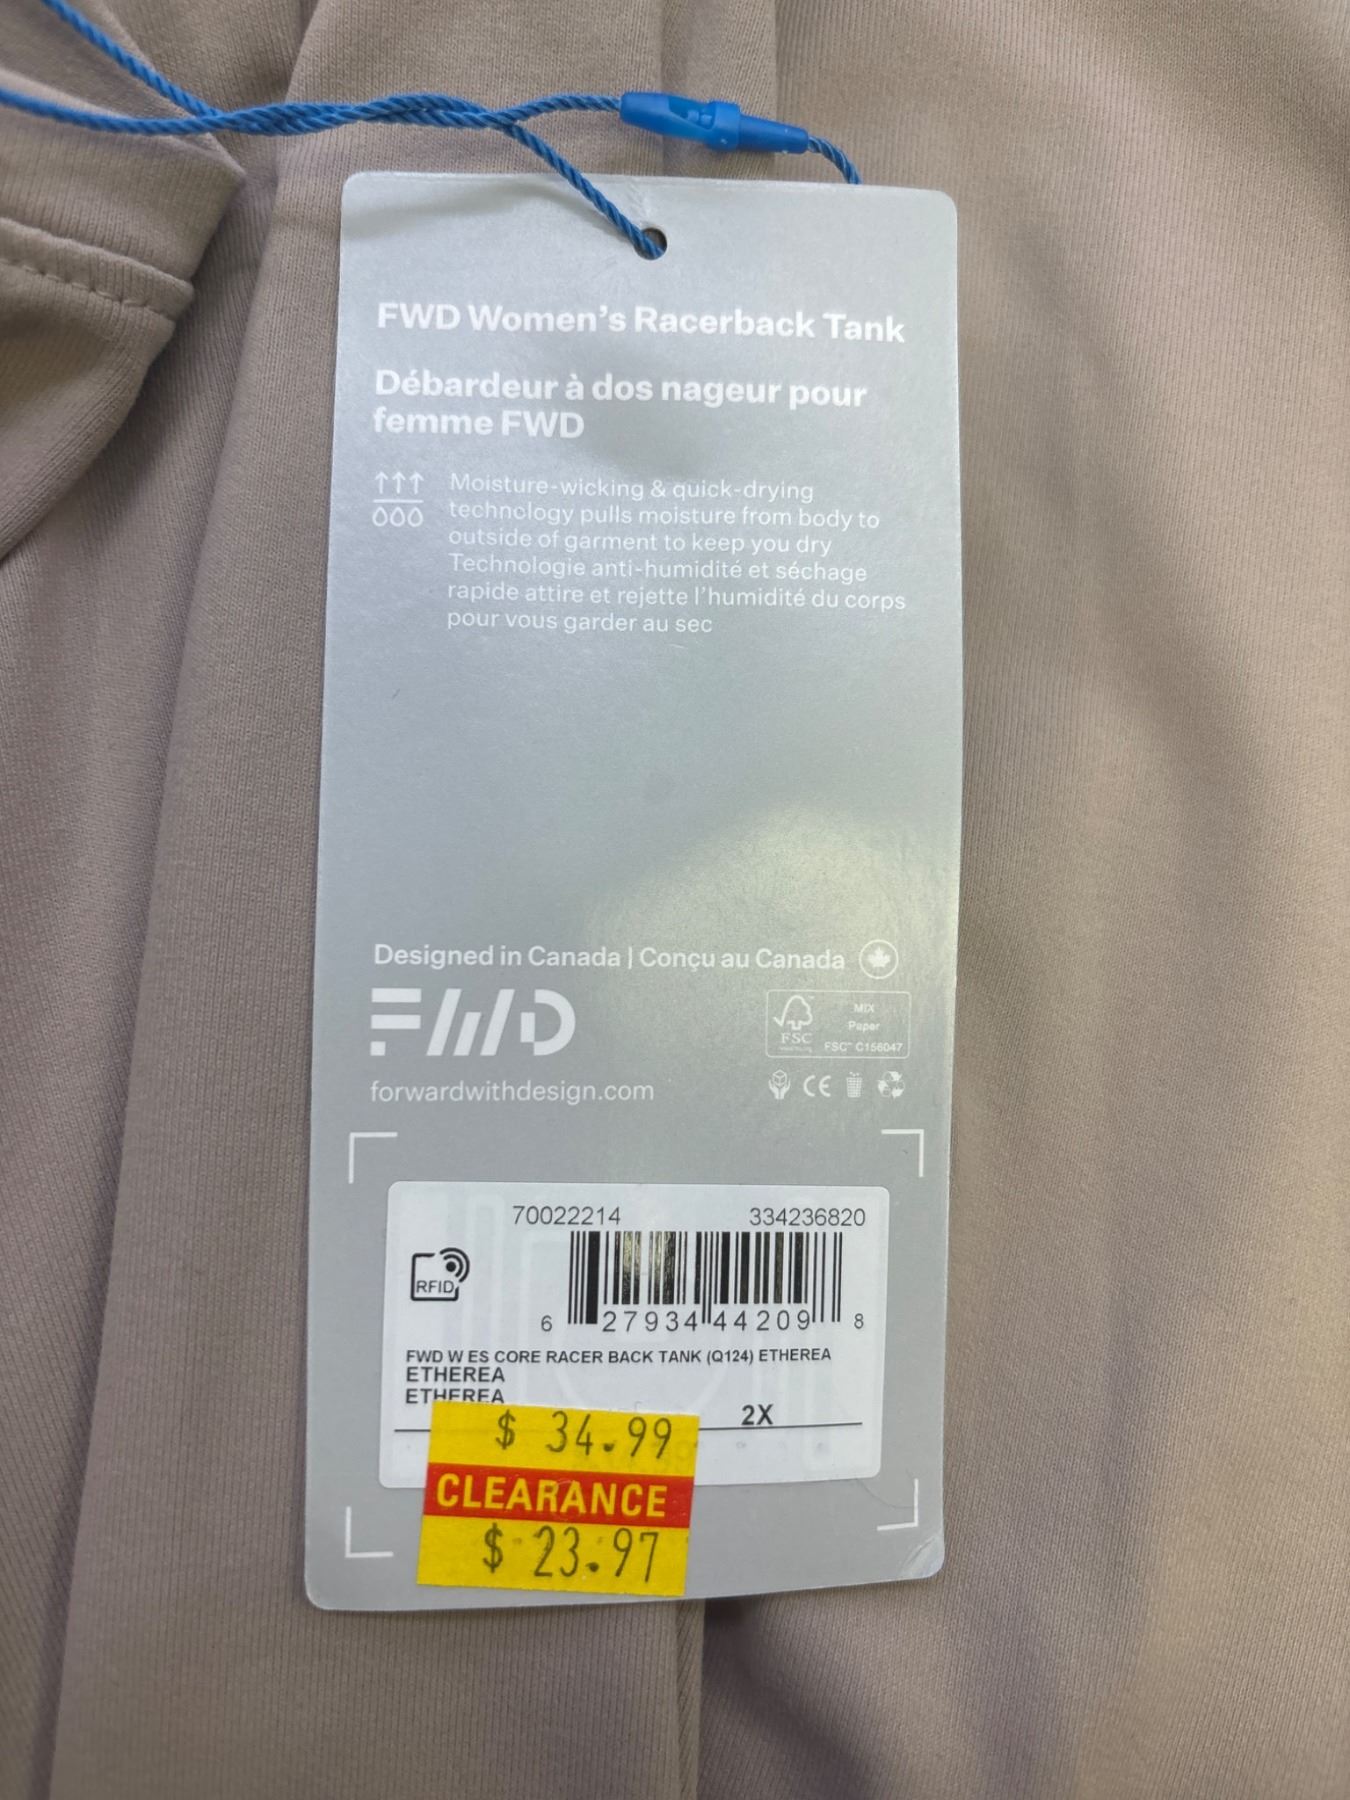 FWD Women's Racerback Tank
Débardeur à dos nageur pour
femme FWD
Moisture-wicking & quick-drying
technology pulls moisture from body to
outside of garment to keep you dry
Technologie anti-humidité et séchage
rapide attire et rejette l'humidité du corps
pour vous garder au sec
Designed in Canada | Conçu au Canada
FWD
FSC
MIX
Paper
FSC™ C156047
forwardwithdesign.com
CE
70022214 334236820
RFID
6 27934 44209 8
FWD W ES CORE RACER BACK TANK (Q124) ETHEREA
ETHEREA
ETHEREA
2X
$ 34.99
CLEARANCE
$ 23.97